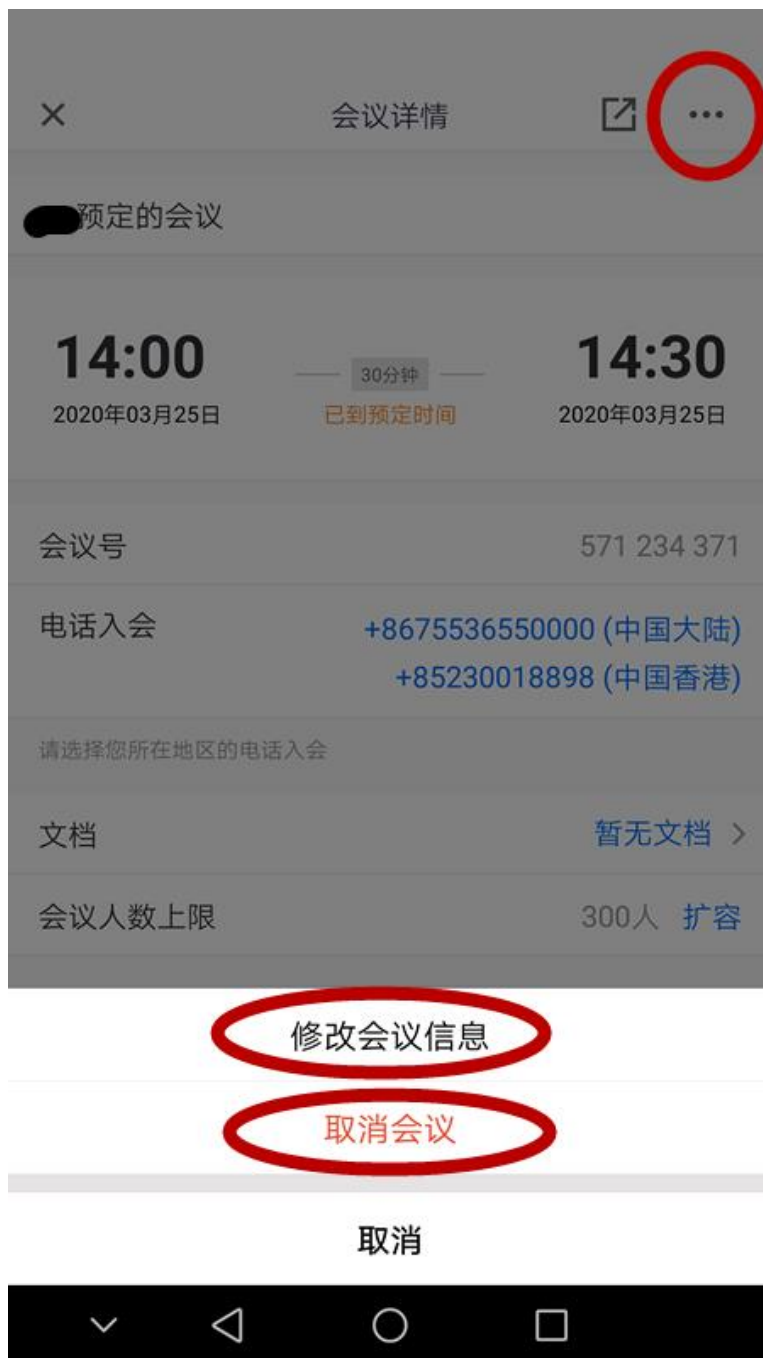 会议详情
预定的会议
14:00
30分钟
14:30
2020年03月25日
已到预定时间
2020年03月25日
会议号
571 234 371
电话入会
+8675536550000 (中国大陆)
+85230018898 (中国香港)
请选择您所在地区的电话入会
文档
暂无文档
会议人数上限
300人 扩容
修改会议信息
取消会议
取消